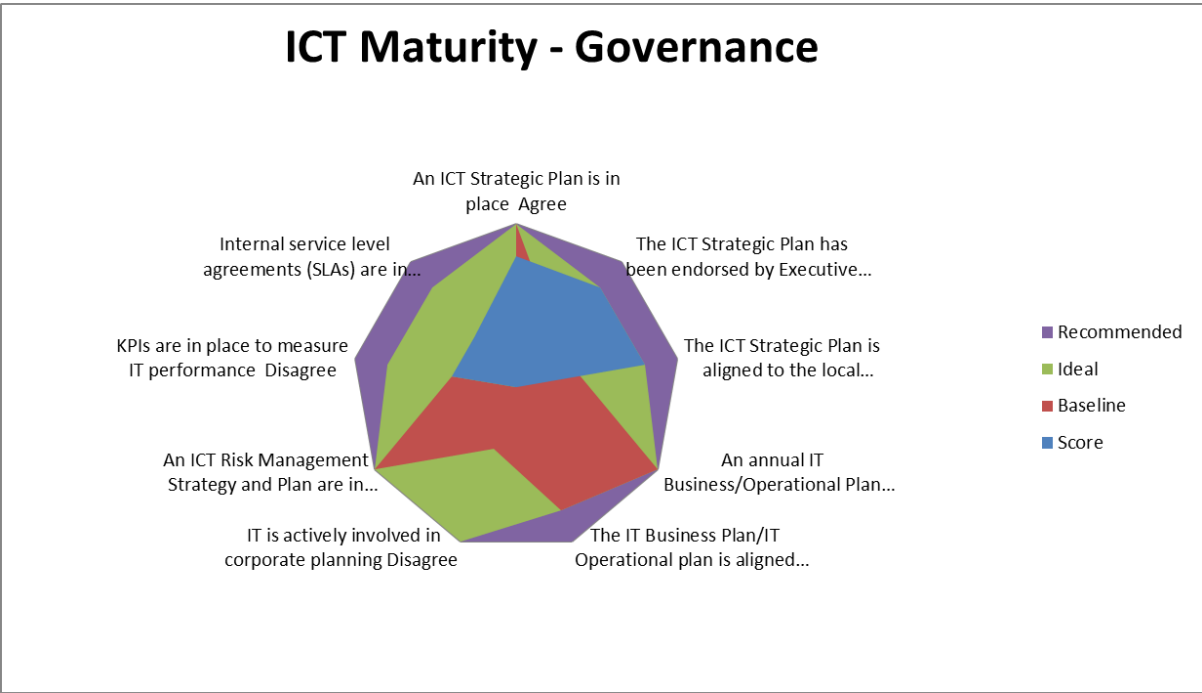 ICT Maturity - Governance
An ICT Strategic Plan is in
place  Agree
The ICT Strategic Plan has
been endorsed by Executive...
The ICT Strategic Plan is
aligned to the local...
An annual IT
Business/Operational Plan...
The IT Business Plan/IT
Operational plan is aligned...
IT is actively involved in
corporate planning Disagree
An ICT Risk Management
Strategy and Plan are in...
KPIs are in place to measure
IT performance  Disagree
Internal service level
agreements (SLAs) are in...
Recommended
Ideal
Baseline
Score